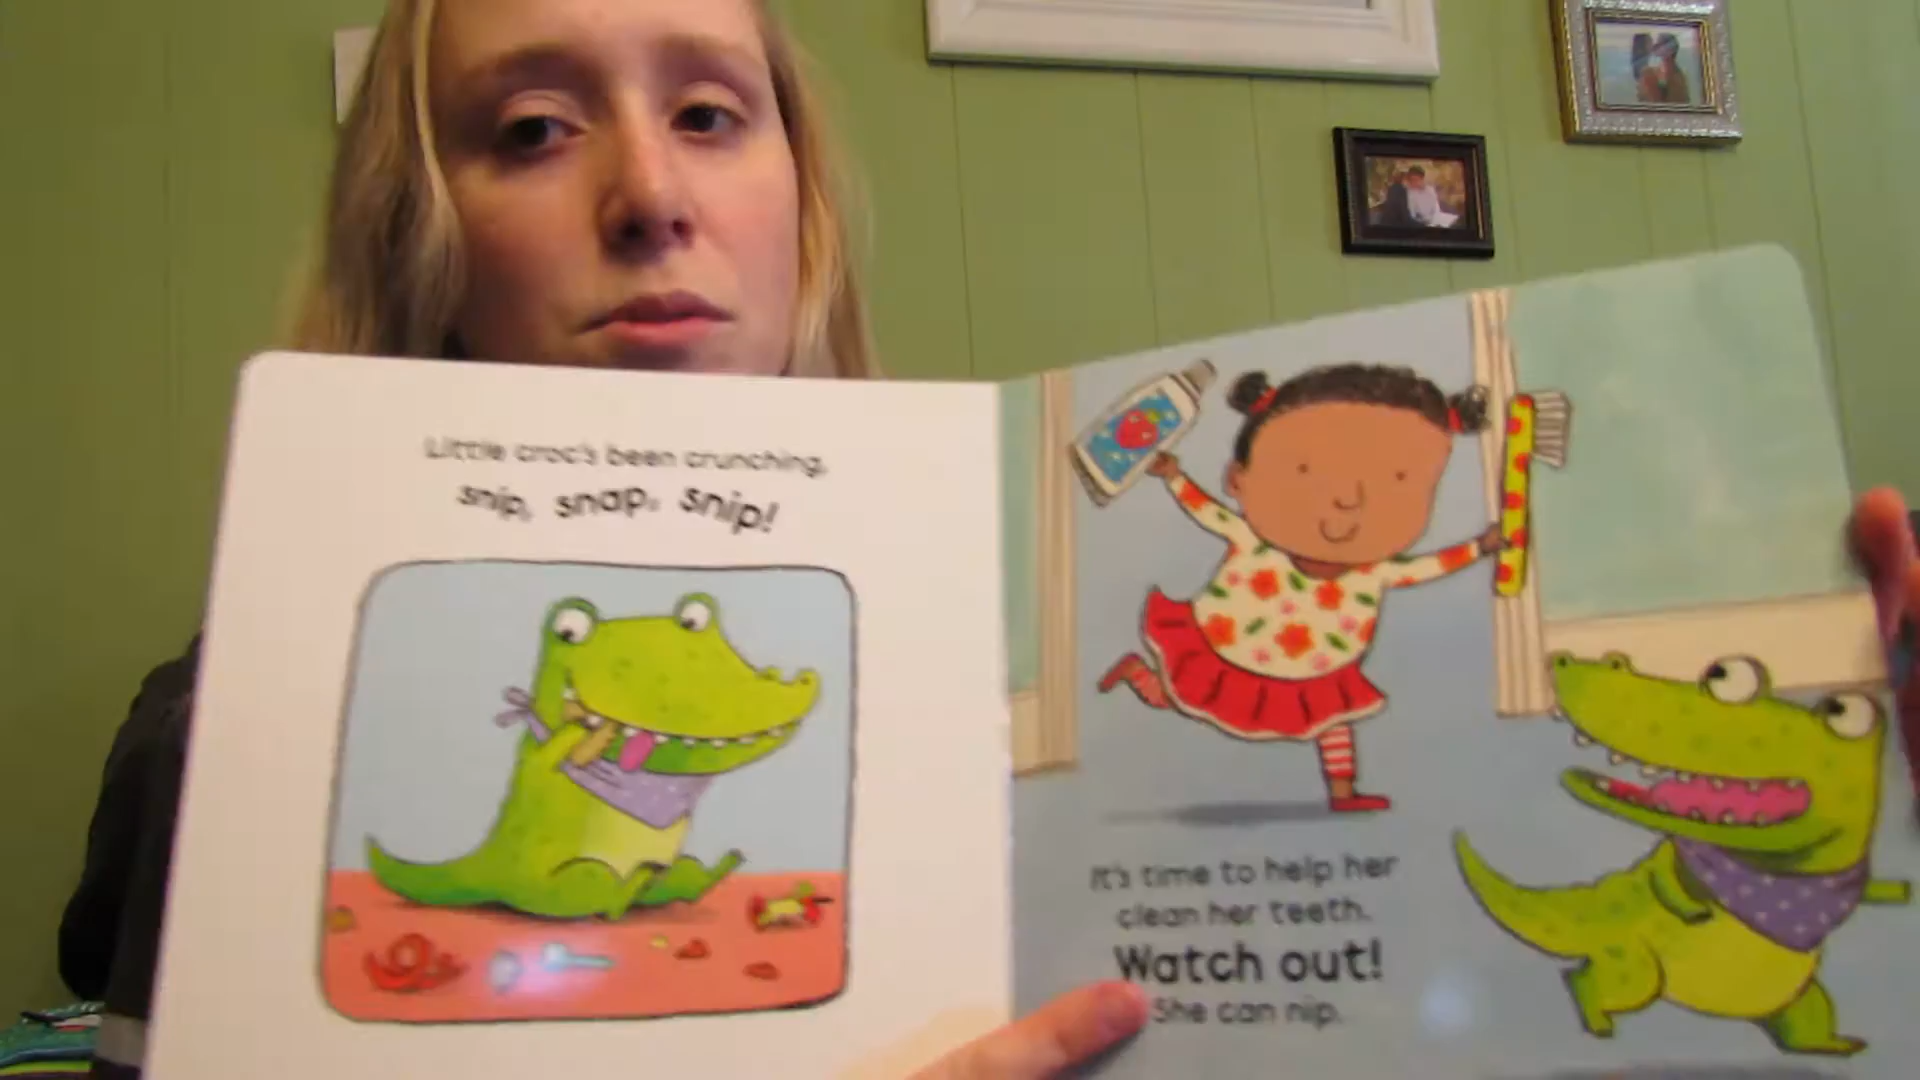 Little croc's been crunching,
snip, snap, snip!
It's time to help her
clean her teeth.
Watch out!
She can nip.